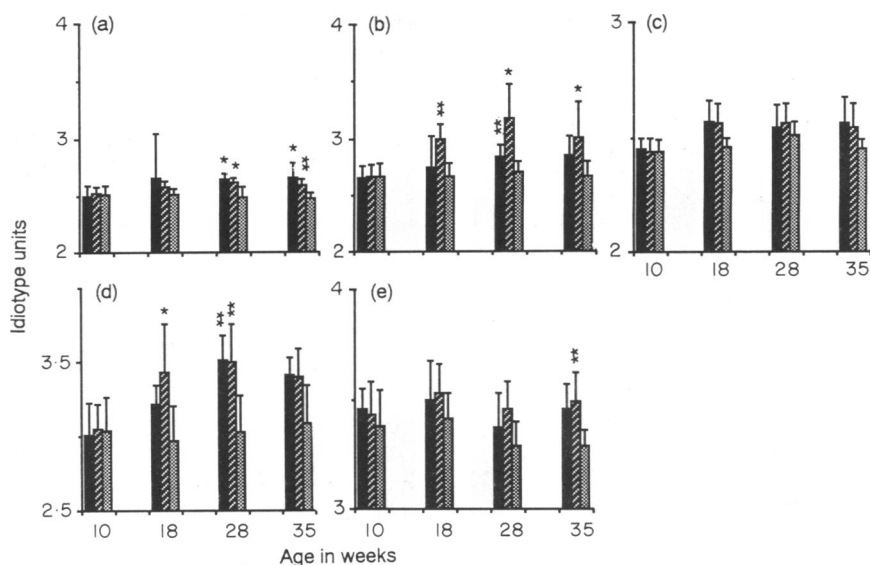 (a)
4
3
2
* * * **
(b)
4
3
2
** ** * *
(c)
3
2
10 18 28 35
Idiotype units
(d)
3·5
2·5
* ** **
10 18 28 35
(e)
4
3
**
10 18 28 35
Age in weeks